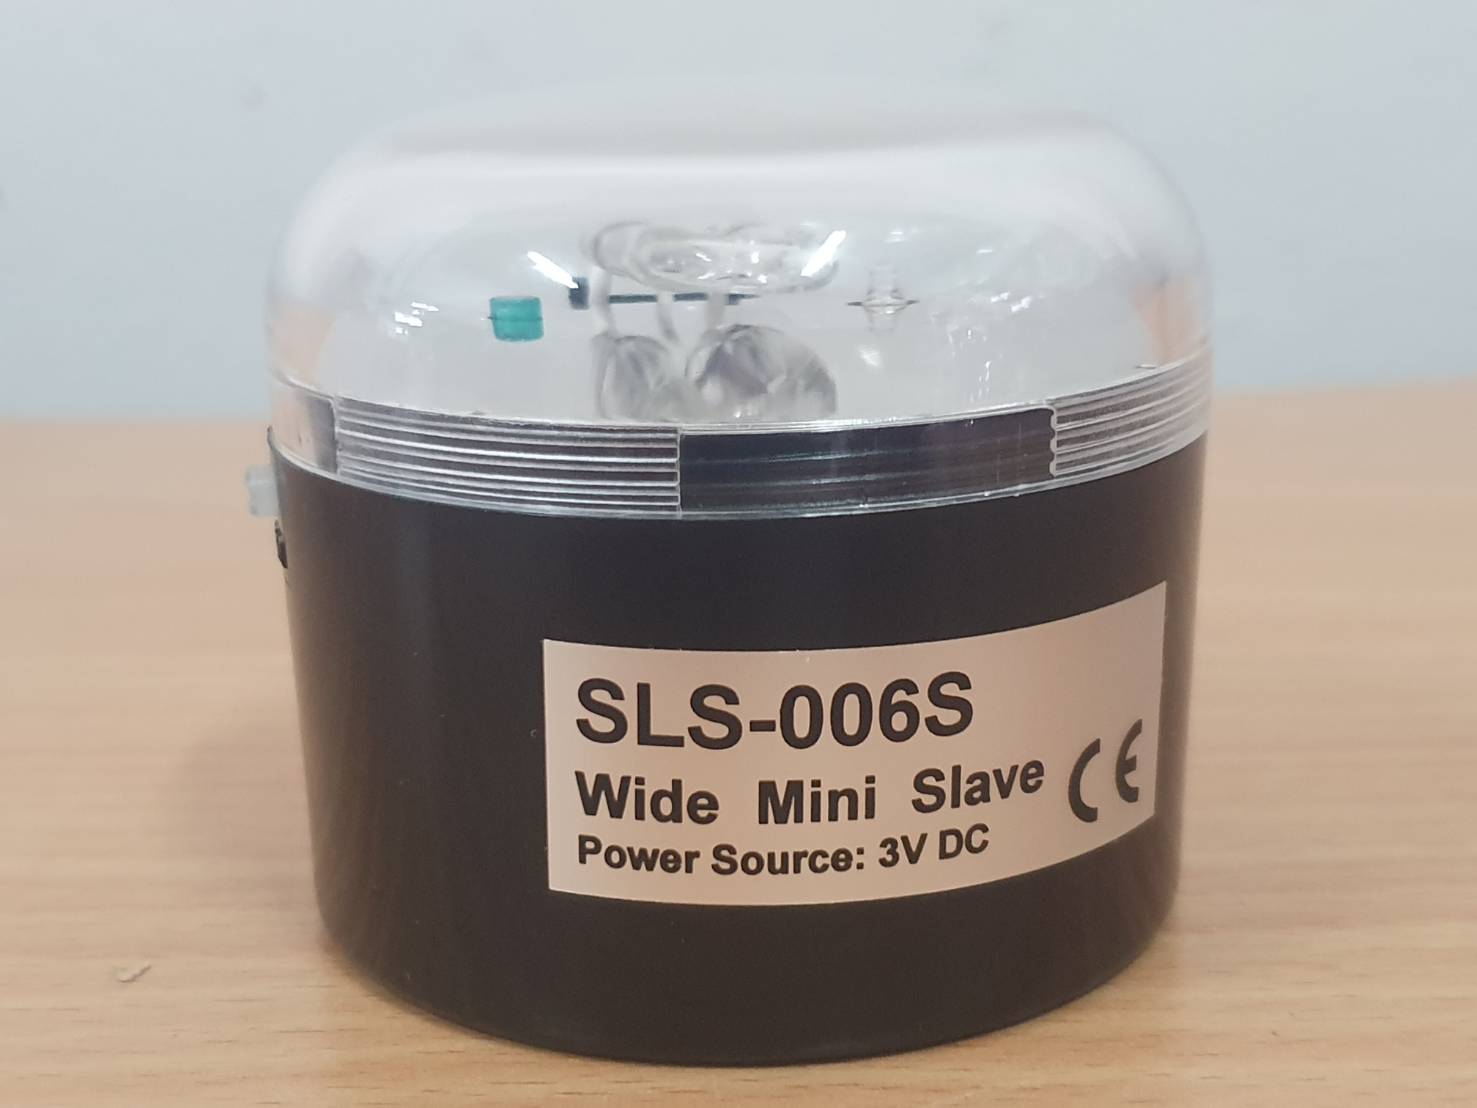 SLS-006S
Wide Mini Slave
Power Source: 3V DC
CE